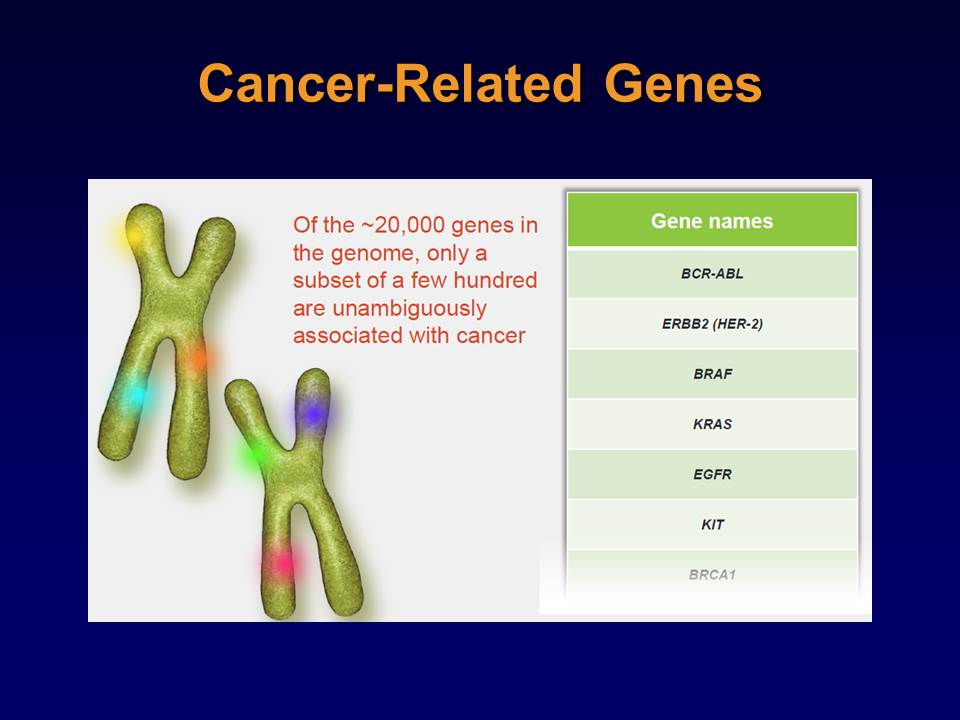 Cancer-Related Genes
Of the ~20,000 genes in
the genome, only a
subset of a few hundred
are unambiguously
associated with cancer
Gene names
BCR-ABL
ERBB2 (HER-2)
BRAF
KRAS
EGFR
KIT
BRCA1